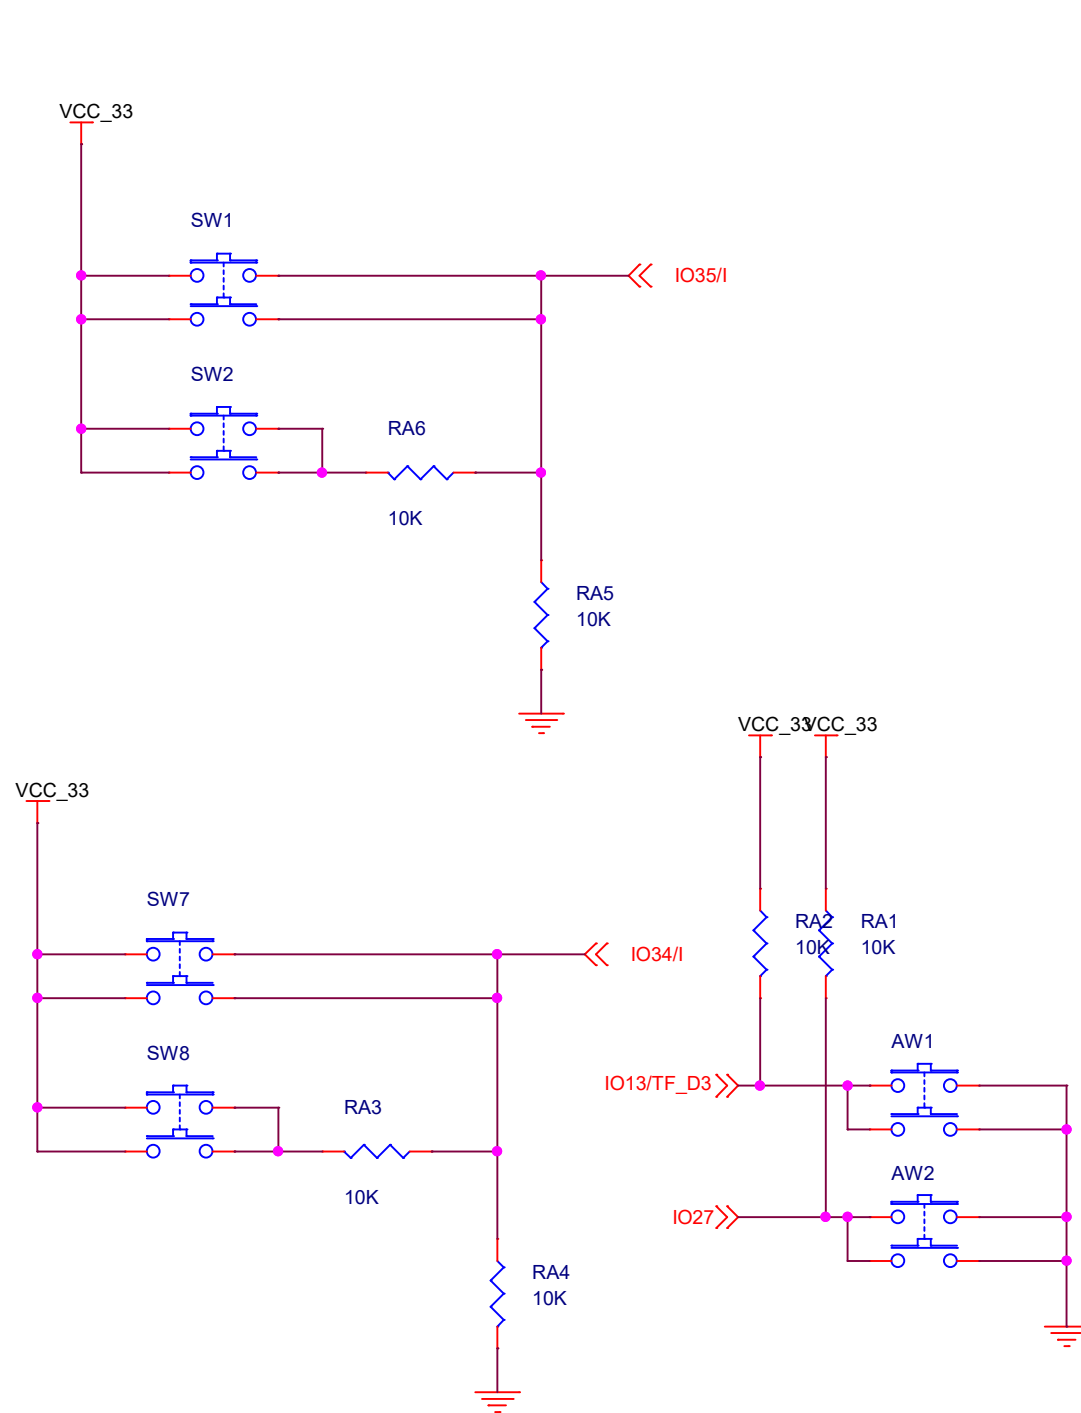 VCC_33
SW1
IO35/I
SW2
RA6
10K
RA5
10K
VCC_33
VCC_33
VCC_33
SW7
IO34/I
SW8
RA3
10K
RA4
10K
RA2
10K
RA1
10K
AW1
IO13/TF_D3
AW2
IO27